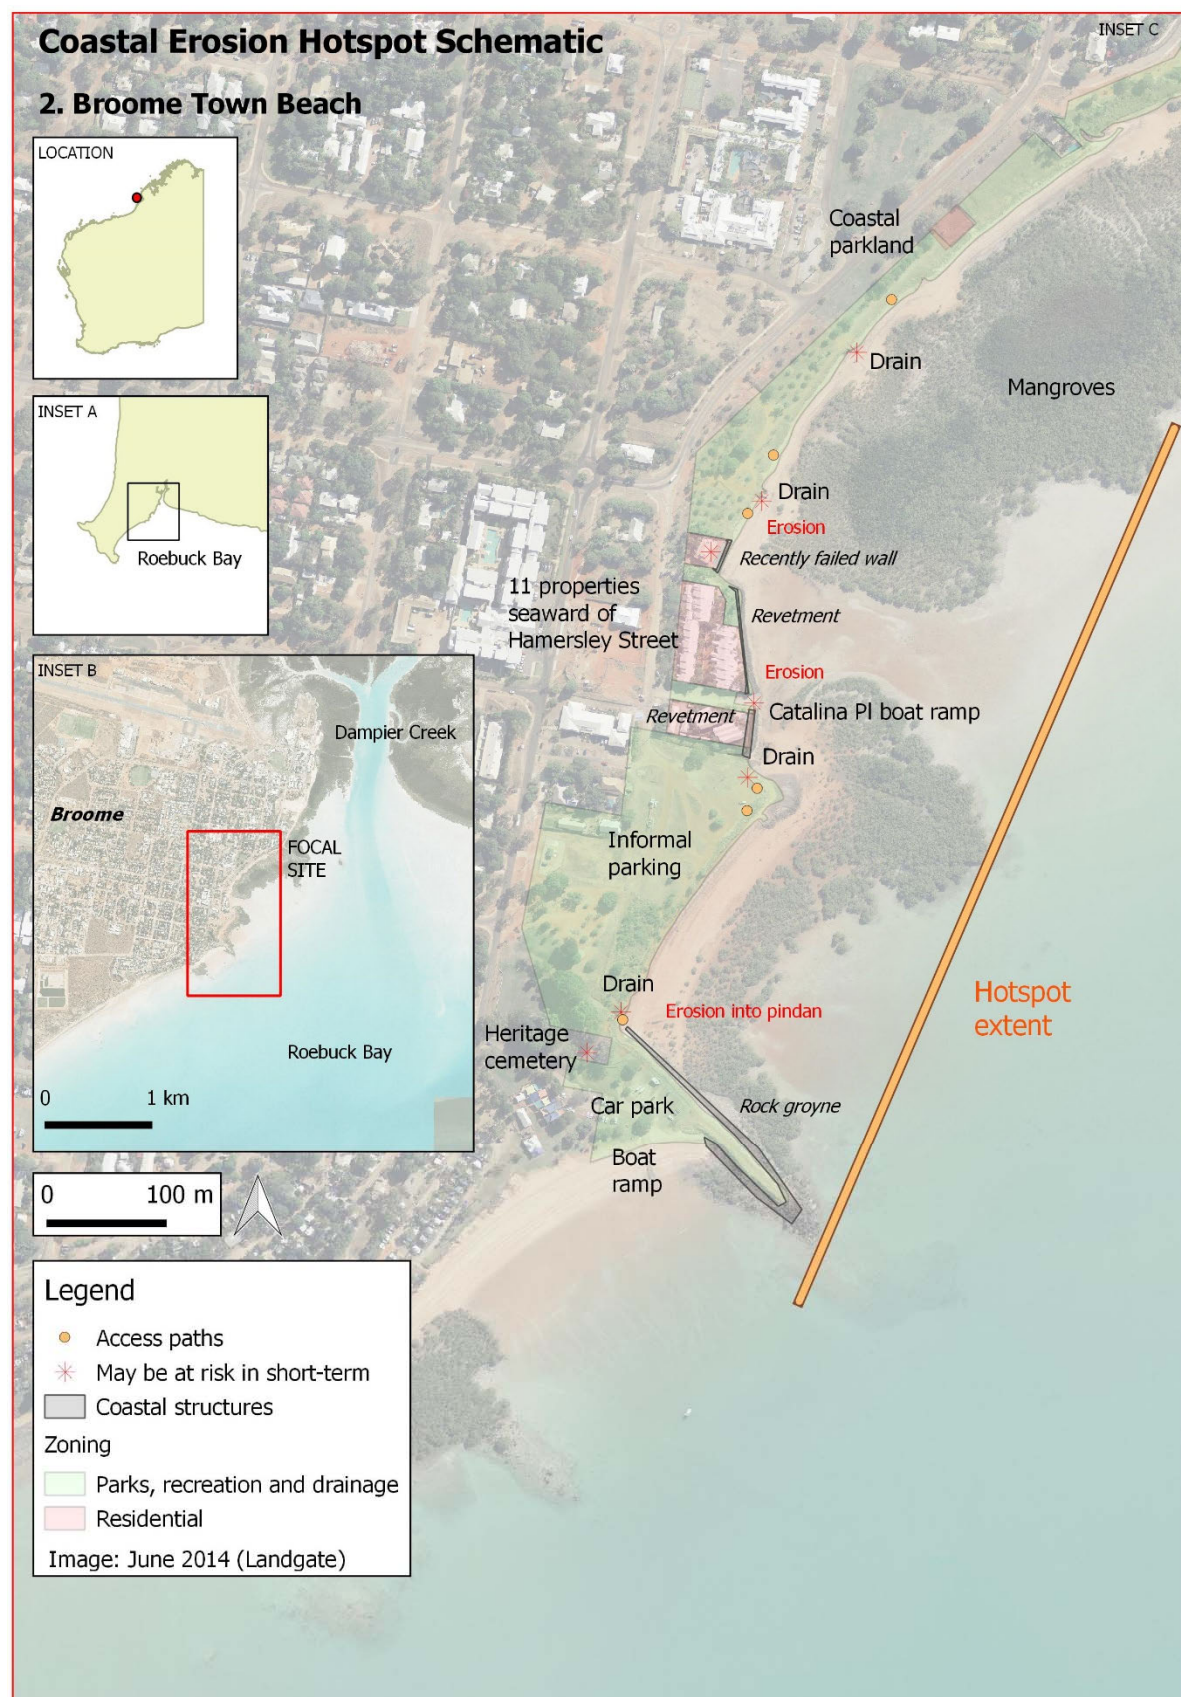 Coastal Erosion Hotspot Schematic
INSET C
2. Broome Town Beach
LOCATION
Coastal
parkland
Drain
Mangroves
INSET A
Roebuck Bay
Drain
Erosion
Recently failed wall
11 properties
seaward of
Hamersley Street
Revetment
Erosion
Revetment
Catalina Pl boat ramp
Drain
INSET B
Dampier Creek
Broome
FOCAL
SITE
Roebuck Bay
0 1 km
Informal
parking
Drain
Erosion into pindan
Hotspot
extent
Heritage
cemetery
Car park
Rock groyne
Boat
ramp
0 100 m
Legend
Access paths
May be at risk in short-term
Coastal structures
Zoning
Parks, recreation and drainage
Residential
Image: June 2014 (Landgate)